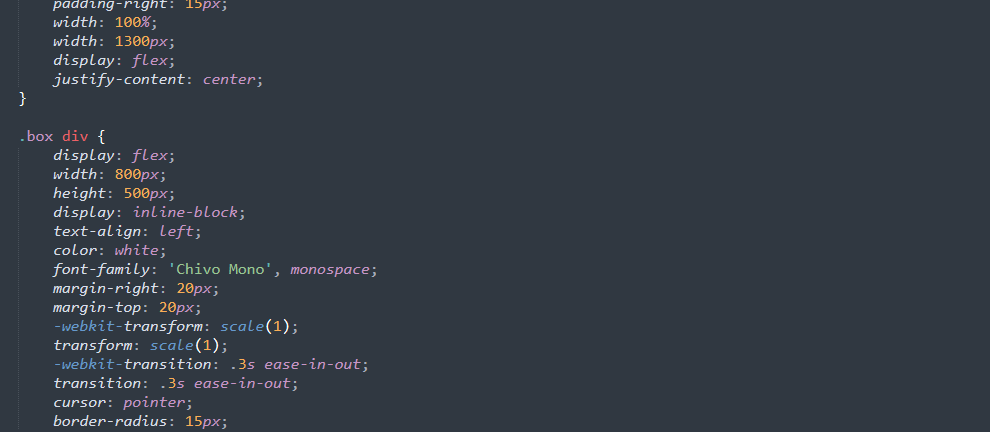 padding-right: 15px;
width: 100%;
width: 1300px;
display: flex;
justify-content: center;
}
.box div {
display: flex;
width: 800px;
height: 500px;
display: inline-block;
text-align: left;
color: white;
font-family: 'Chivo Mono', monospace;
margin-right: 20px;
margin-top: 20px;
-webkit-transform: scale(1);
transform: scale(1);
-webkit-transition: .3s ease-in-out;
transition: .3s ease-in-out;
cursor: pointer;
border-radius: 15px;